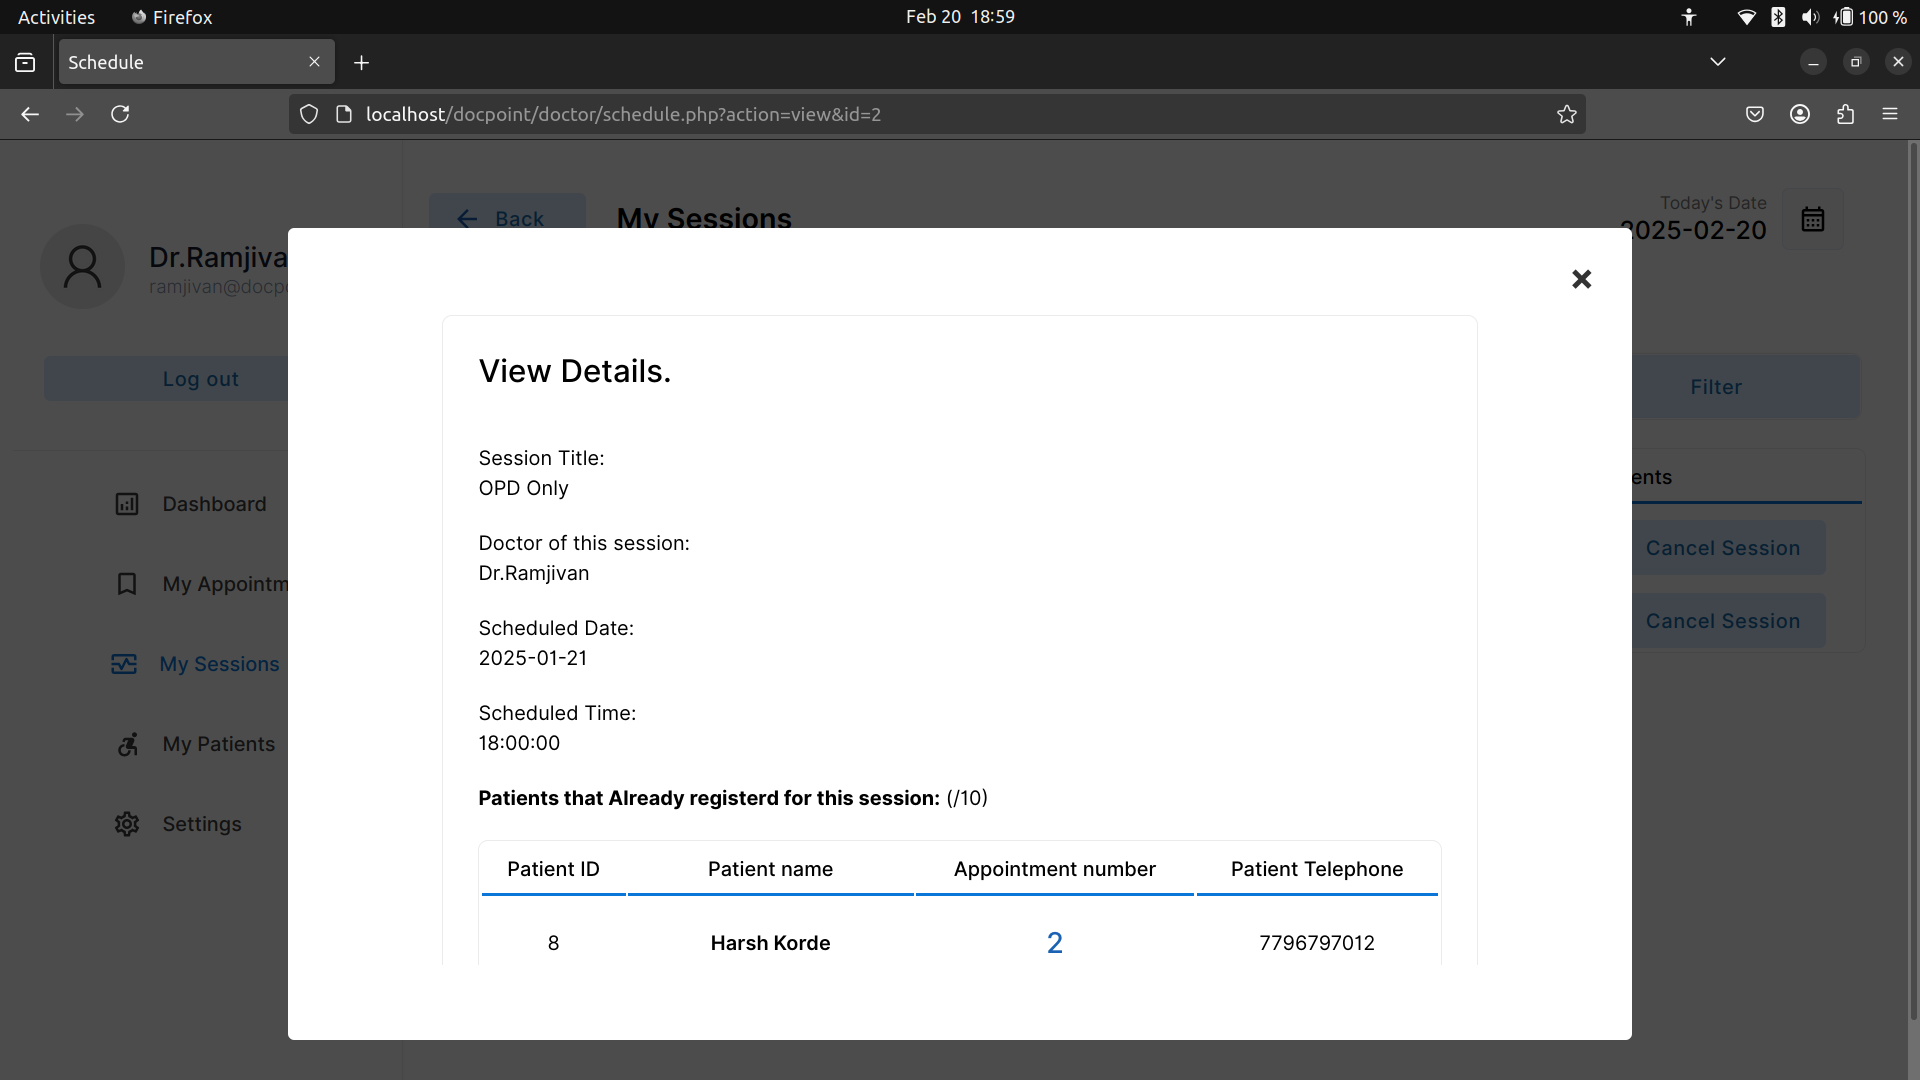 Activities
Firefox
Feb 20 18:59
100 %
Schedule
localhost/docpoint/doctor/schedule.php?action=view&id=2
Back
My Sessions
Today's Date
2025-02-20
Dr.Ramjiva
ramjivan@docp
Log out
Filter
Dashboard
My Appointm
My Sessions
My Patients
Settings
ents
Cancel Session
Cancel Session
View Details.
Session Title:
OPD Only
Doctor of this session:
Dr.Ramjivan
Scheduled Date:
2025-01-21
Scheduled Time:
18:00:00
Patients that Already registerd for this session: (/10)
Patient ID Patient name Appointment number Patient Telephone
8 Harsh Korde 2 7796797012